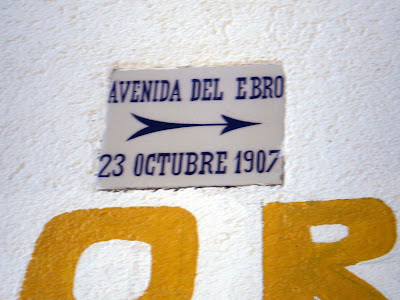 AVENIDA DEL EBRO
23 OCTUBRE 1907
OR